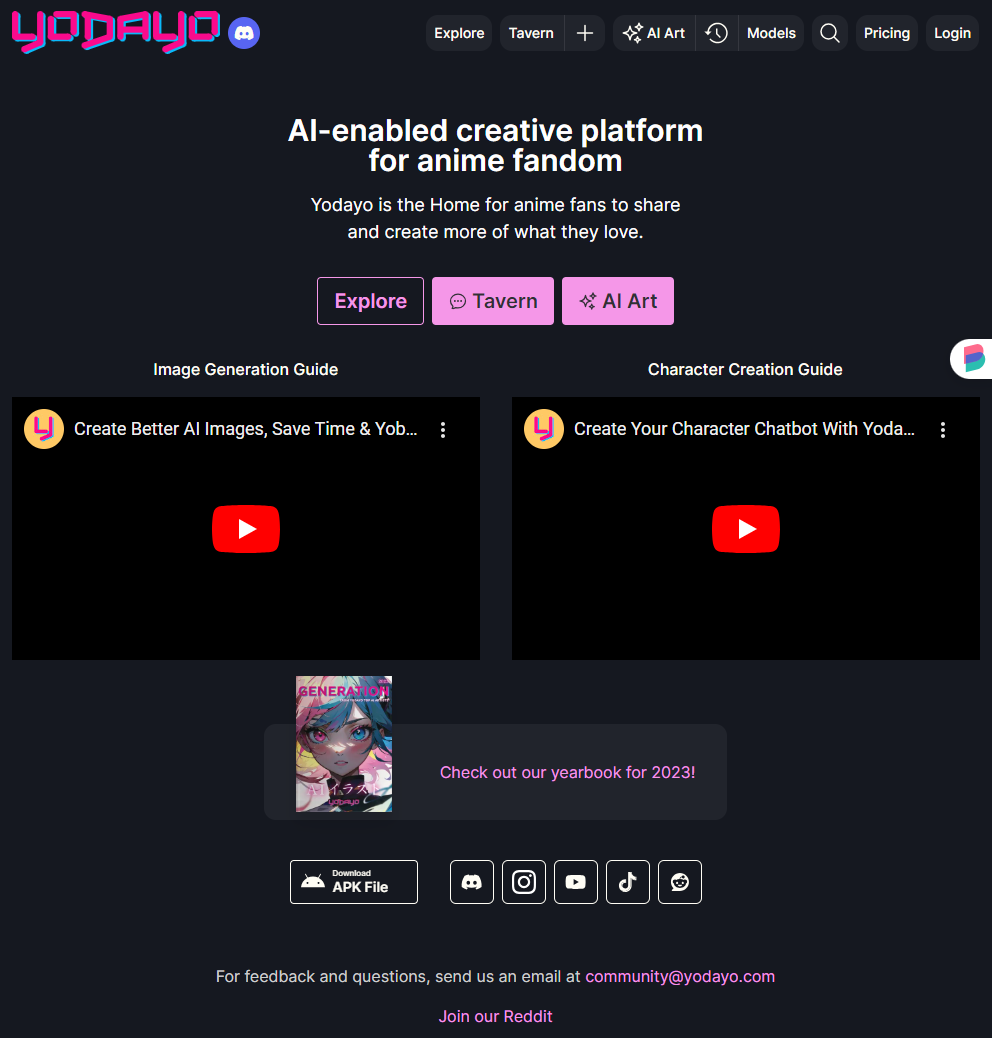 YODAYO
Explore
Tavern
AI Art
Models
Pricing
Login
AI-enabled creative platform
for anime fandom
Yodayo is the Home for anime fans to share
and create more of what they love.
Explore
Tavern
AI Art
Image Generation Guide
Character Creation Guide
Create Better AI Images, Save Time & Yob...
Create Your Character Chatbot With Yoda...
GENERATION
AIイラスト
YODAYO
Check out our yearbook for 2023!
Download
APK File
For feedback and questions, send us an email at community@yodayo.com
Join our Reddit